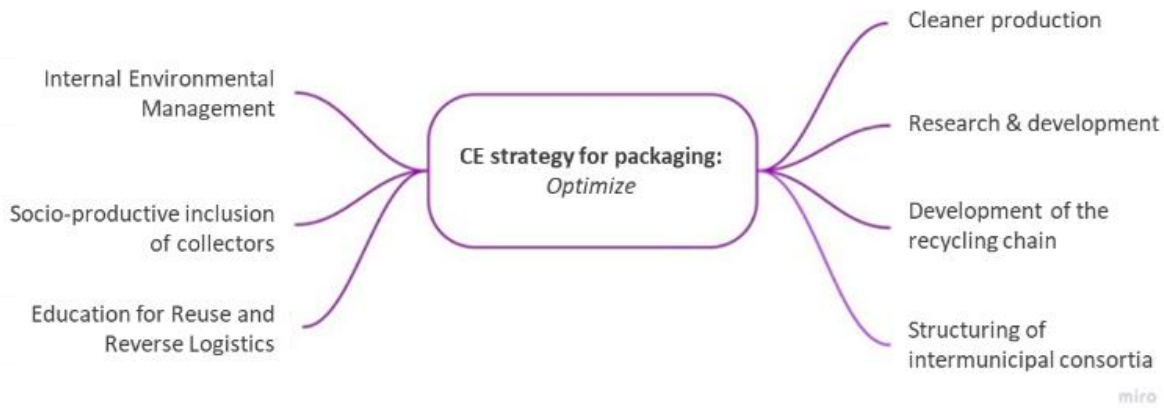 Internal Environmental
Management
Socio-productive inclusion
of collectors
Education for Reuse and
Reverse Logistics
CE strategy for packaging:
Optimize
Cleaner production
Research & development
Development of the
recycling chain
Structuring of
intermunicipal consortia
miro